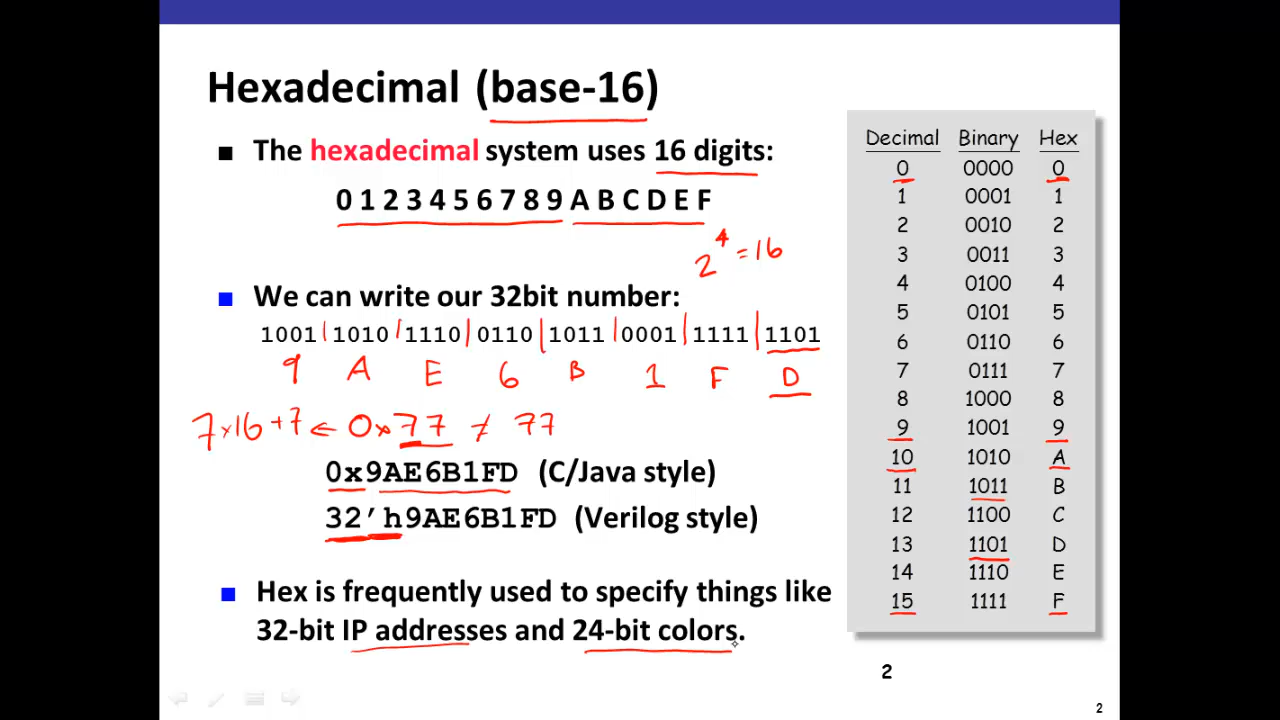 Hexadecimal (base-16)
■ The hexadecimal system uses 16 digits:
0 1 2 3 4 5 6 7 8 9 A B C D E F
2^4 = 16
■ We can write our 32bit number:
1001 | 1010 | 1110 | 0110 | 1011 | 0001 | 1111 | 1101
9 A E 6 B 1 F D
7x16 +7 ← 0x77 ≠ 77
0x9AE6B1FD (C/Java style)
32'h9AE6B1FD (Verilog style)
■ Hex is frequently used to specify things like
32-bit IP addresses and 24-bit colors.
Decimal Binary Hex
0 0000 0
1 0001 1
2 0010 2
3 0011 3
4 0100 4
5 0101 5
6 0110 6
7 0111 7
8 1000 8
9 1001 9
10 1010 A
11 1011 B
12 1100 C
13 1101 D
14 1110 E
15 1111 F
2
2